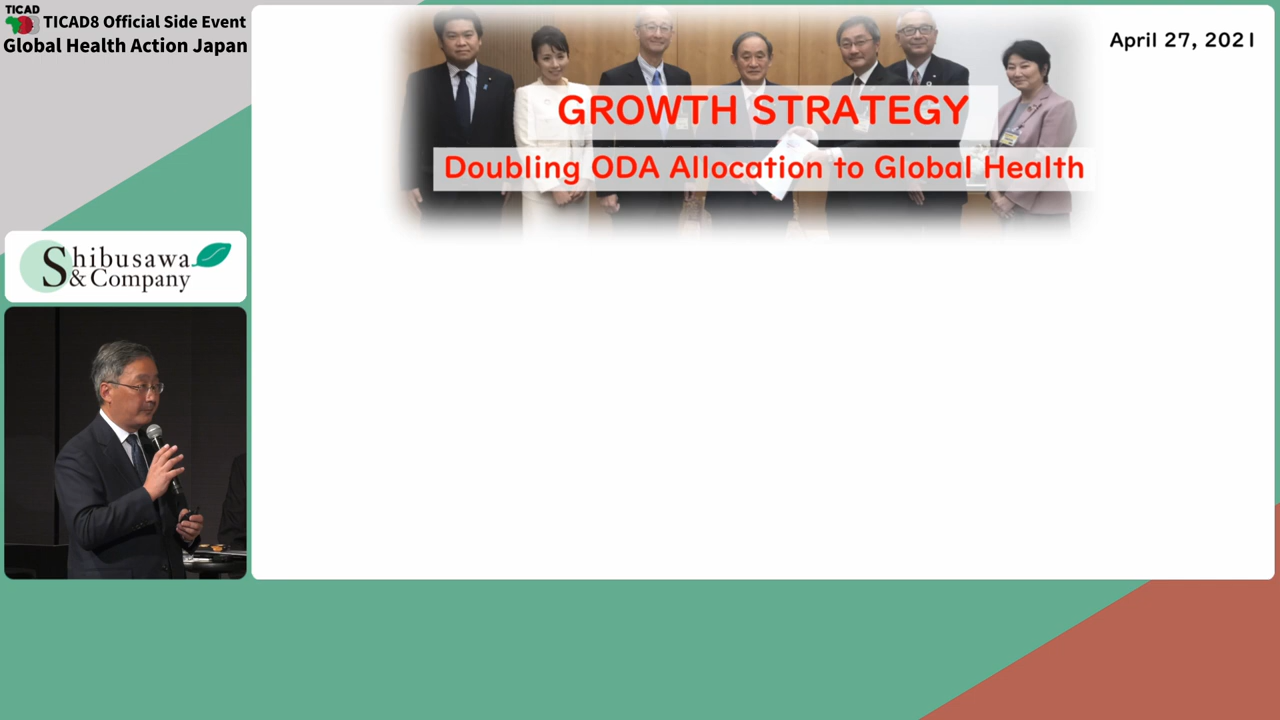 TICAD
TICAD8 Official Side Event
Global Health Action Japan
April 27, 2021
GROWTH STRATEGY
Doubling ODA Allocation to Global Health
Shibusawa
& Company